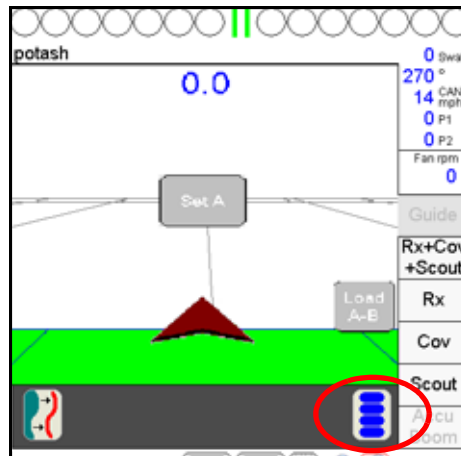 potash
0.0
0 Swa
270 °
14 CAN mph
0 P1
0 P2
Fan rpm
0
Set A
Guide
Rx+Cov
+Scout
Load
A-B
Rx
Cov
Scout
Accu
Boom